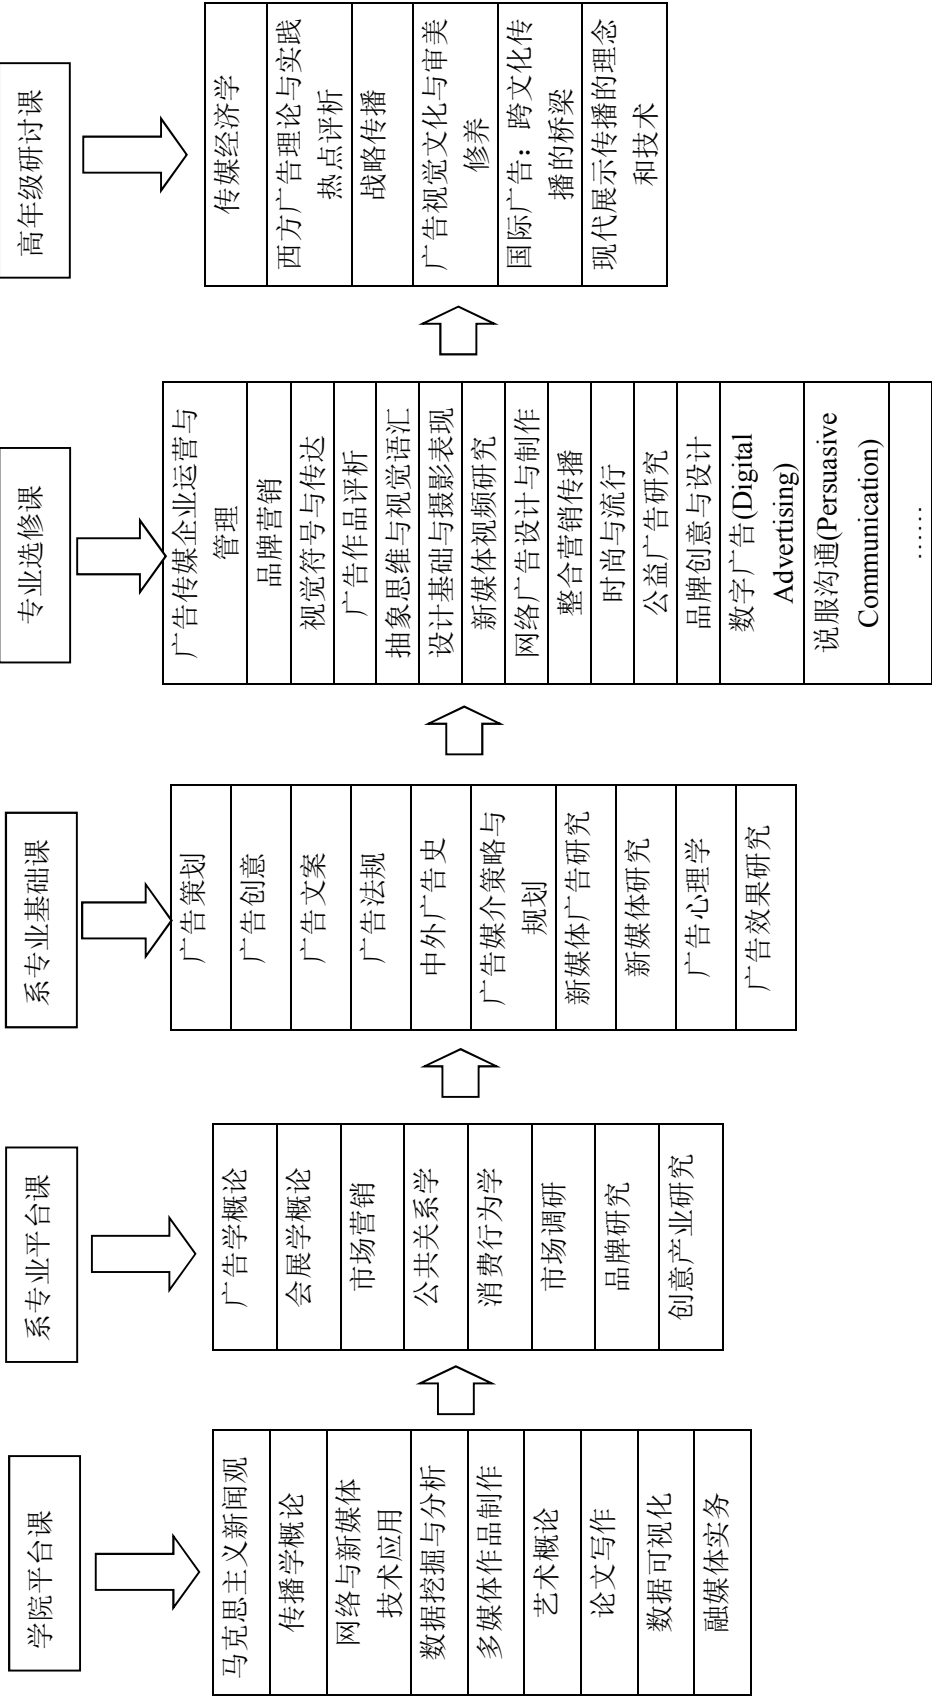 学院平台课
马克思主义新闻观
传播学概论
网络与新媒体
技术应用
数据挖掘与分析
多媒体作品制作
艺术概论
论文写作
数据可视化
融媒体实务
系专业平台课
广告学概论
会展学概论
市场营销
公共关系学
消费行为学
市场调研
品牌研究
创意产业研究
系专业基础课
广告策划
广告创意
广告文案
广告法规
中外广告史
广告媒介策略与
规划
新媒体广告研究
新媒体研究
广告心理学
广告效果研究
专业选修课
广告传媒企业运营与
管理
品牌营销
视觉符号与传达
广告作品评析
抽象思维与视觉语汇
设计基础与摄影表现
新媒体视频研究
网络广告设计与制作
整合营销传播
时尚与流行
公益广告研究
品牌创意与设计
数字广告(Digital
Advertising)
说服沟通(Persuasive
Communication)
……
高年级研讨课
传媒经济学
西方广告理论与实践
热点评析
战略传播
广告视觉文化与审美
修养
国际广告：跨文化传
播的桥梁
现代展示传播的理念
和技术